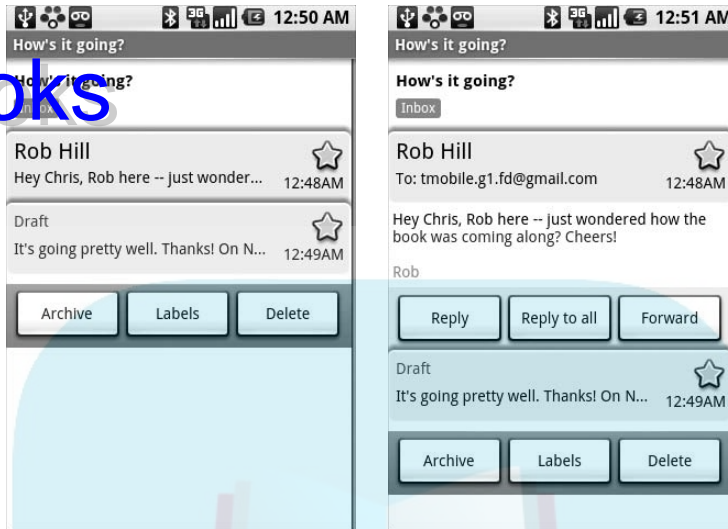 3G 12:50 AM
How's it going?
How's it going?
oks
Inbox
Rob Hill
Hey Chris, Rob here -- just wonder... 12:48AM
Draft
It's going pretty well. Thanks! On N... 12:49AM
Archive Labels Delete
3G 12:51 AM
How's it going?
How's it going?
Inbox
Rob Hill
To: tmobile.g1.fd@gmail.com 12:48AM
Hey Chris, Rob here -- just wondered how the
book was coming along? Cheers!
Rob
Reply Reply to all Forward
Draft
It's going pretty well. Thanks! On N... 12:49AM
Archive Labels Delete